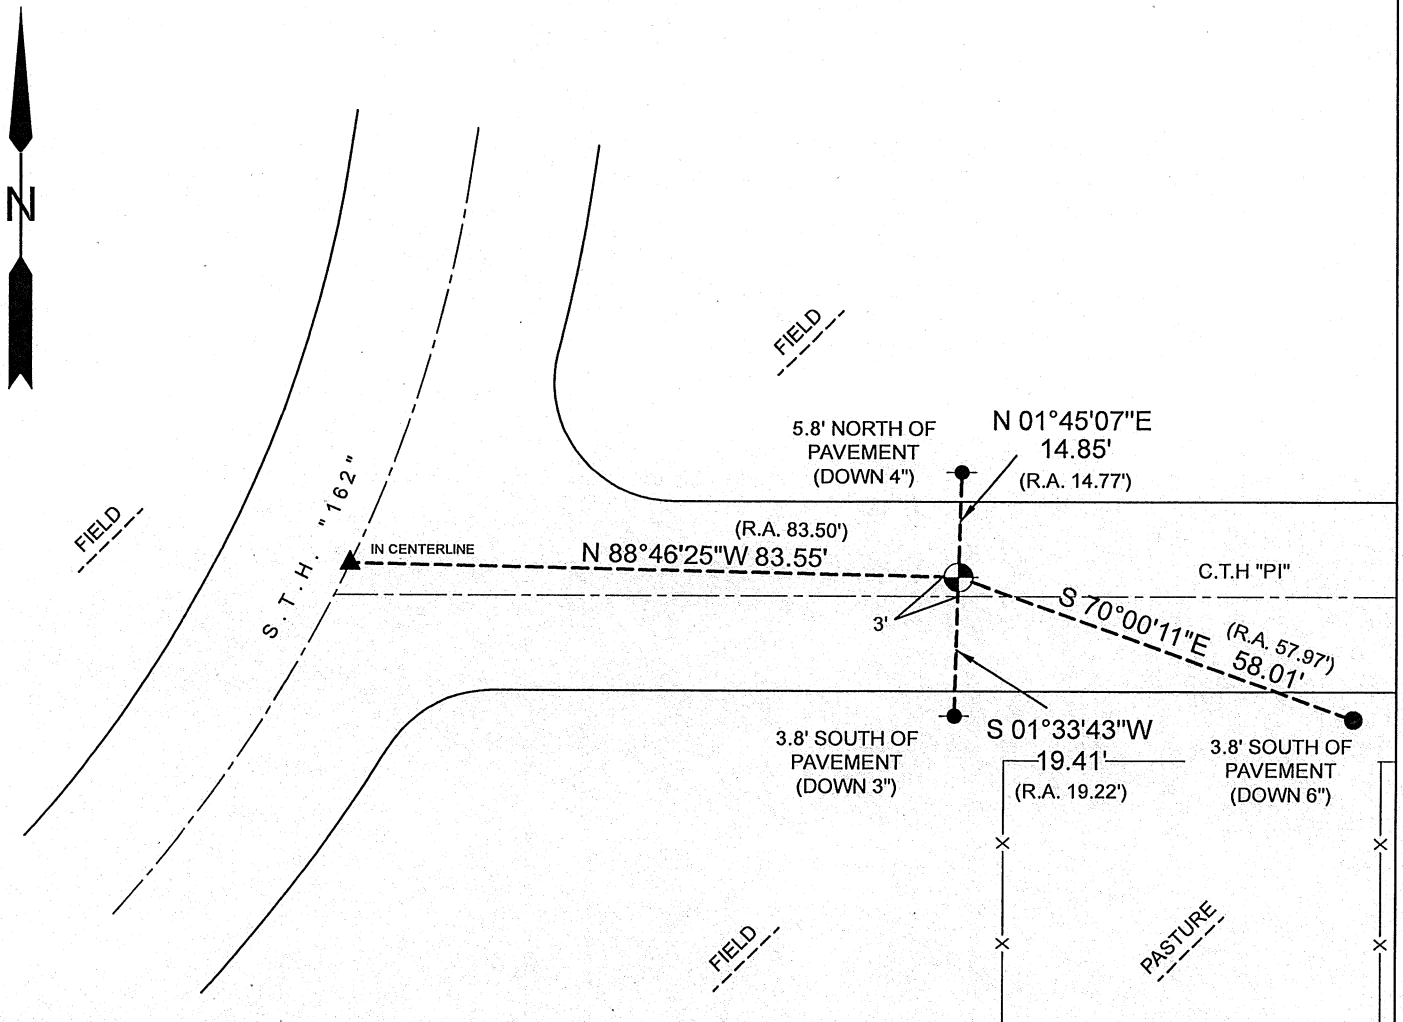 N
FIELD
5.8' NORTH OF
PAVEMENT
(DOWN 4")
N 01°45'07"E
14.85'
(R.A. 14.77')
FIELD
S.T.H. "162"
IN CENTERLINE
(R.A. 83.50')
N 88°46'25"W 83.55'
C.T.H "PI"
3'
S 70°00'11"E
(R.A. 57.97')
58.01'
S 01°33'43"W
19.41'
(R.A. 19.22')
3.8' SOUTH OF
PAVEMENT
(DOWN 3")
3.8' SOUTH OF
PAVEMENT
(DOWN 6")
X
X
X
X
FIELD
PASTURE